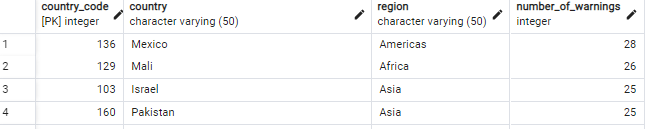 country_code country region number_of_warnings
[PK] integer character varying (50) character varying (50) integer
1 136 Mexico Americas 28
2 129 Mali Africa 26
3 103 Israel Asia 25
4 160 Pakistan Asia 25